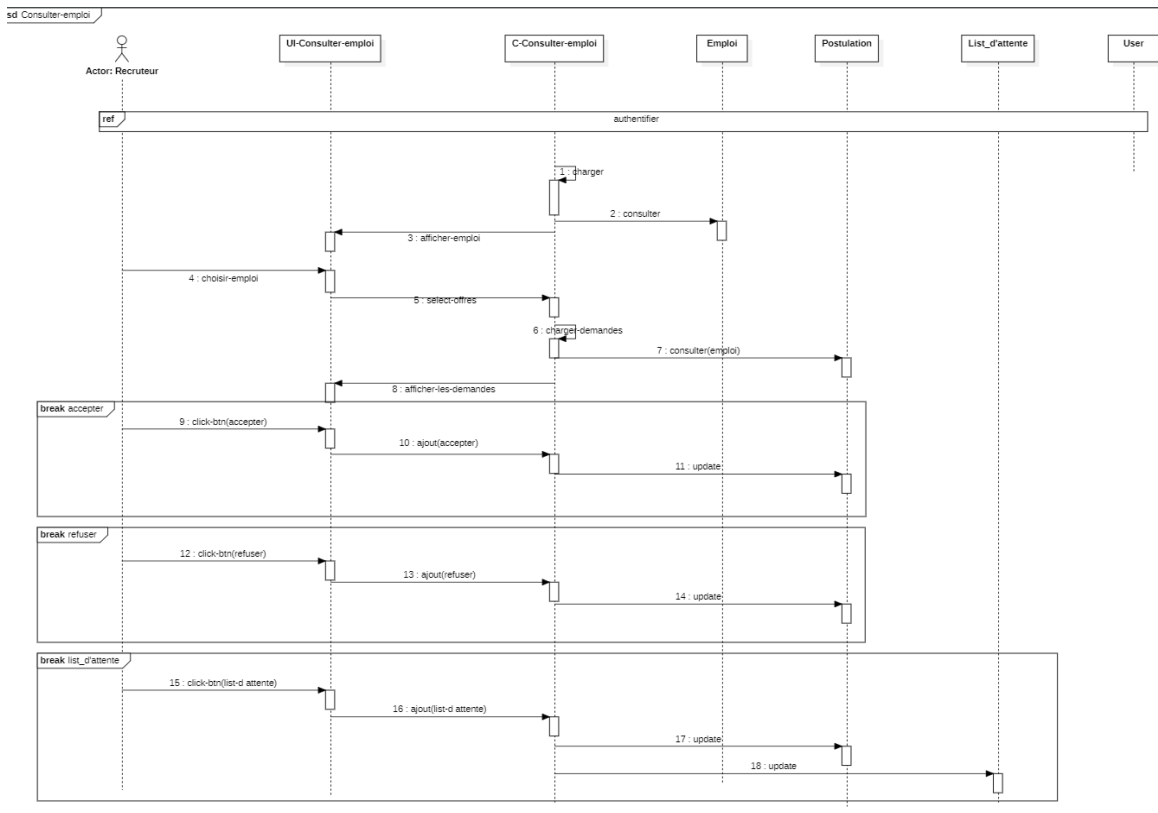 sd Consulter-emploi
Actor: Recruteur
UI-Consulter-emploi
C-Consulter-emploi
Emploi
Postulation
List_d'attente
User
ref
authentifier
1 : charger
2 : consulter
3 : afficher-emploi
4 : choisir-emploi
5 : select-offres
6 : charger-demandes
7 : consulter(emploi)
8 : afficher-les-demandes
break accepter
9 : click-btn(accepter)
10 : ajout(accepter)
11 : update
break refuser
12 : click-btn(refuser)
13 : ajout(refuser)
14 : update
break list_d'attente
15 : click-btn(list-d attente)
16 : ajout(list-d attente)
17 : update
18 : update